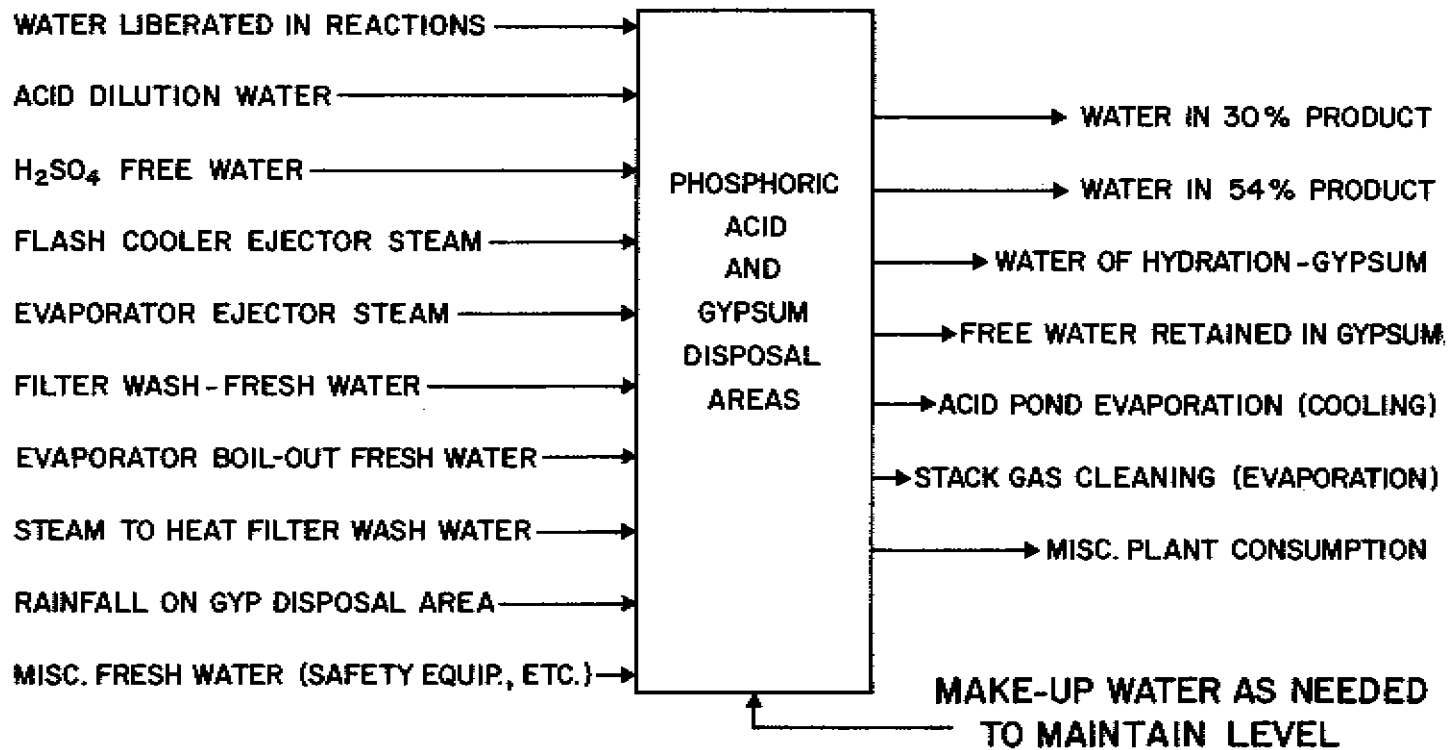 WATER LIBERATED IN REACTIONS
ACID DILUTION WATER
H₂SO₄ FREE WATER
FLASH COOLER EJECTOR STEAM
EVAPORATOR EJECTOR STEAM
FILTER WASH-FRESH WATER
EVAPORATOR BOIL-OUT FRESH WATER
STEAM TO HEAT FILTER WASH WATER
RAINFALL ON GYP DISPOSAL AREA
MISC. FRESH WATER (SAFETY EQUIP., ETC.)
PHOSPHORIC
ACID
AND
GYPSUM
DISPOSAL
AREAS
WATER IN 30% PRODUCT
WATER IN 54% PRODUCT
WATER OF HYDRATION-GYPSUM
FREE WATER RETAINED IN GYPSUM
ACID POND EVAPORATION (COOLING)
STACK GAS CLEANING (EVAPORATION)
MISC. PLANT CONSUMPTION
MAKE-UP WATER AS NEEDED
TO MAINTAIN LEVEL